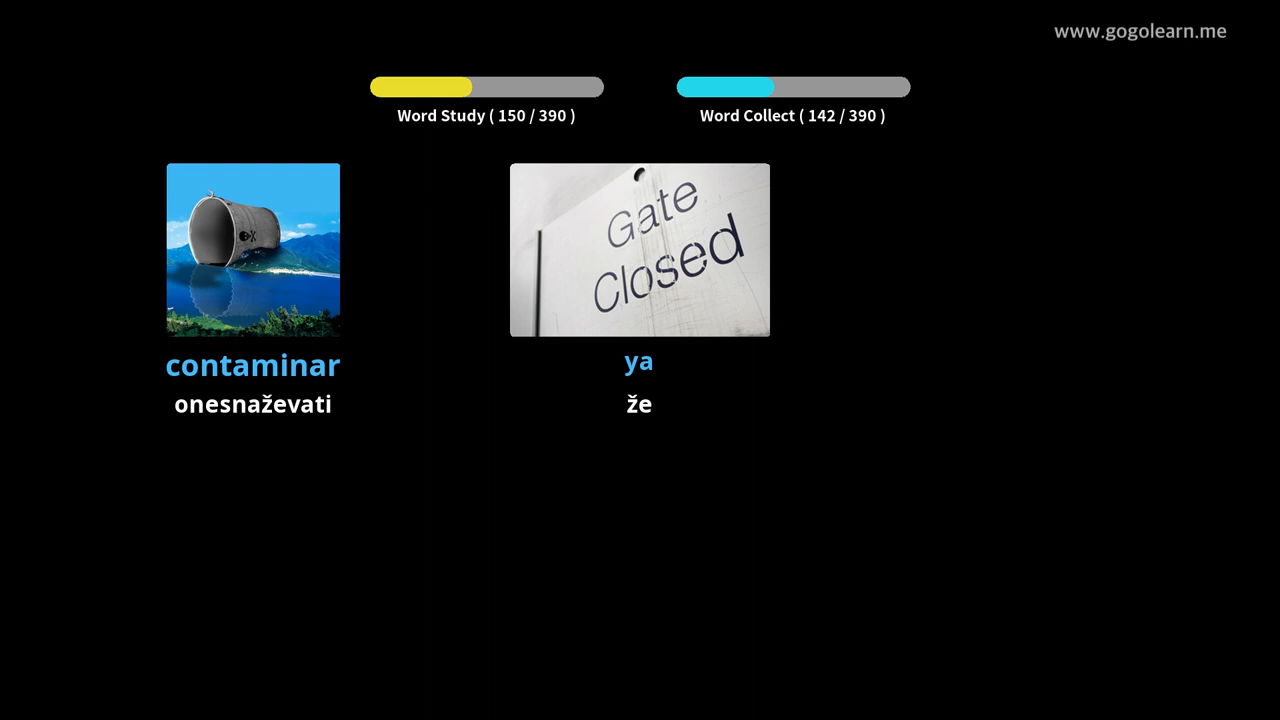 www.gogolearn.me
Word Study ( 150 / 390 )
Word Collect ( 142 / 390 )
Gate
Closed
contaminar
ya
onesnaževati
že